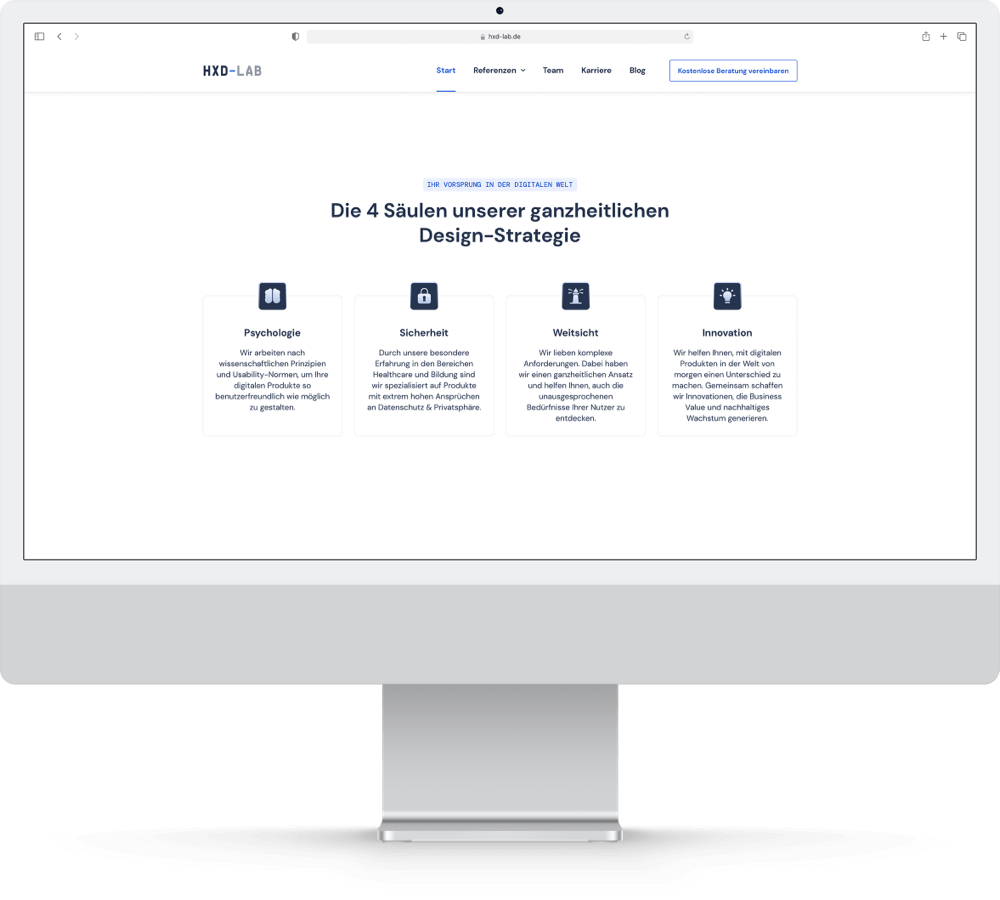 hxd-lab.de
HXD-LAB
Start
Referenzen
Team
Karriere
Blog
Kostenlose Beratung vereinbaren
IHR VORSPRUNG IN DER DIGITALEN WELT
Die 4 Säulen unserer ganzheitlichen
Design-Strategie
Psychologie
Wir arbeiten nach
wissenschaftlichen Prinzipien
und Usability-Normen, um Ihre
digitalen Produkte so
benutzerfreundlich wie möglich
zu gestalten.
Sicherheit
Durch unsere besondere
Erfahrung in den Bereichen
Healthcare und Bildung sind
wir spezialisiert auf Produkte
mit extrem hohen Ansprüchen
an Datenschutz & Privatsphäre.
Weitsicht
Wir lieben komplexe
Anforderungen. Dabei haben
wir einen ganzheitlichen Ansatz
und helfen Ihnen, auch die
unausgesprochenen
Bedürfnisse Ihrer Nutzer zu
entdecken.
Innovation
Wir helfen Ihnen, mit digitalen
Produkten in der Welt von
morgen einen Unterschied zu
machen. Gemeinsam schaffen
wir Innovationen, die Business
Value und nachhaltiges
Wachstum generieren.